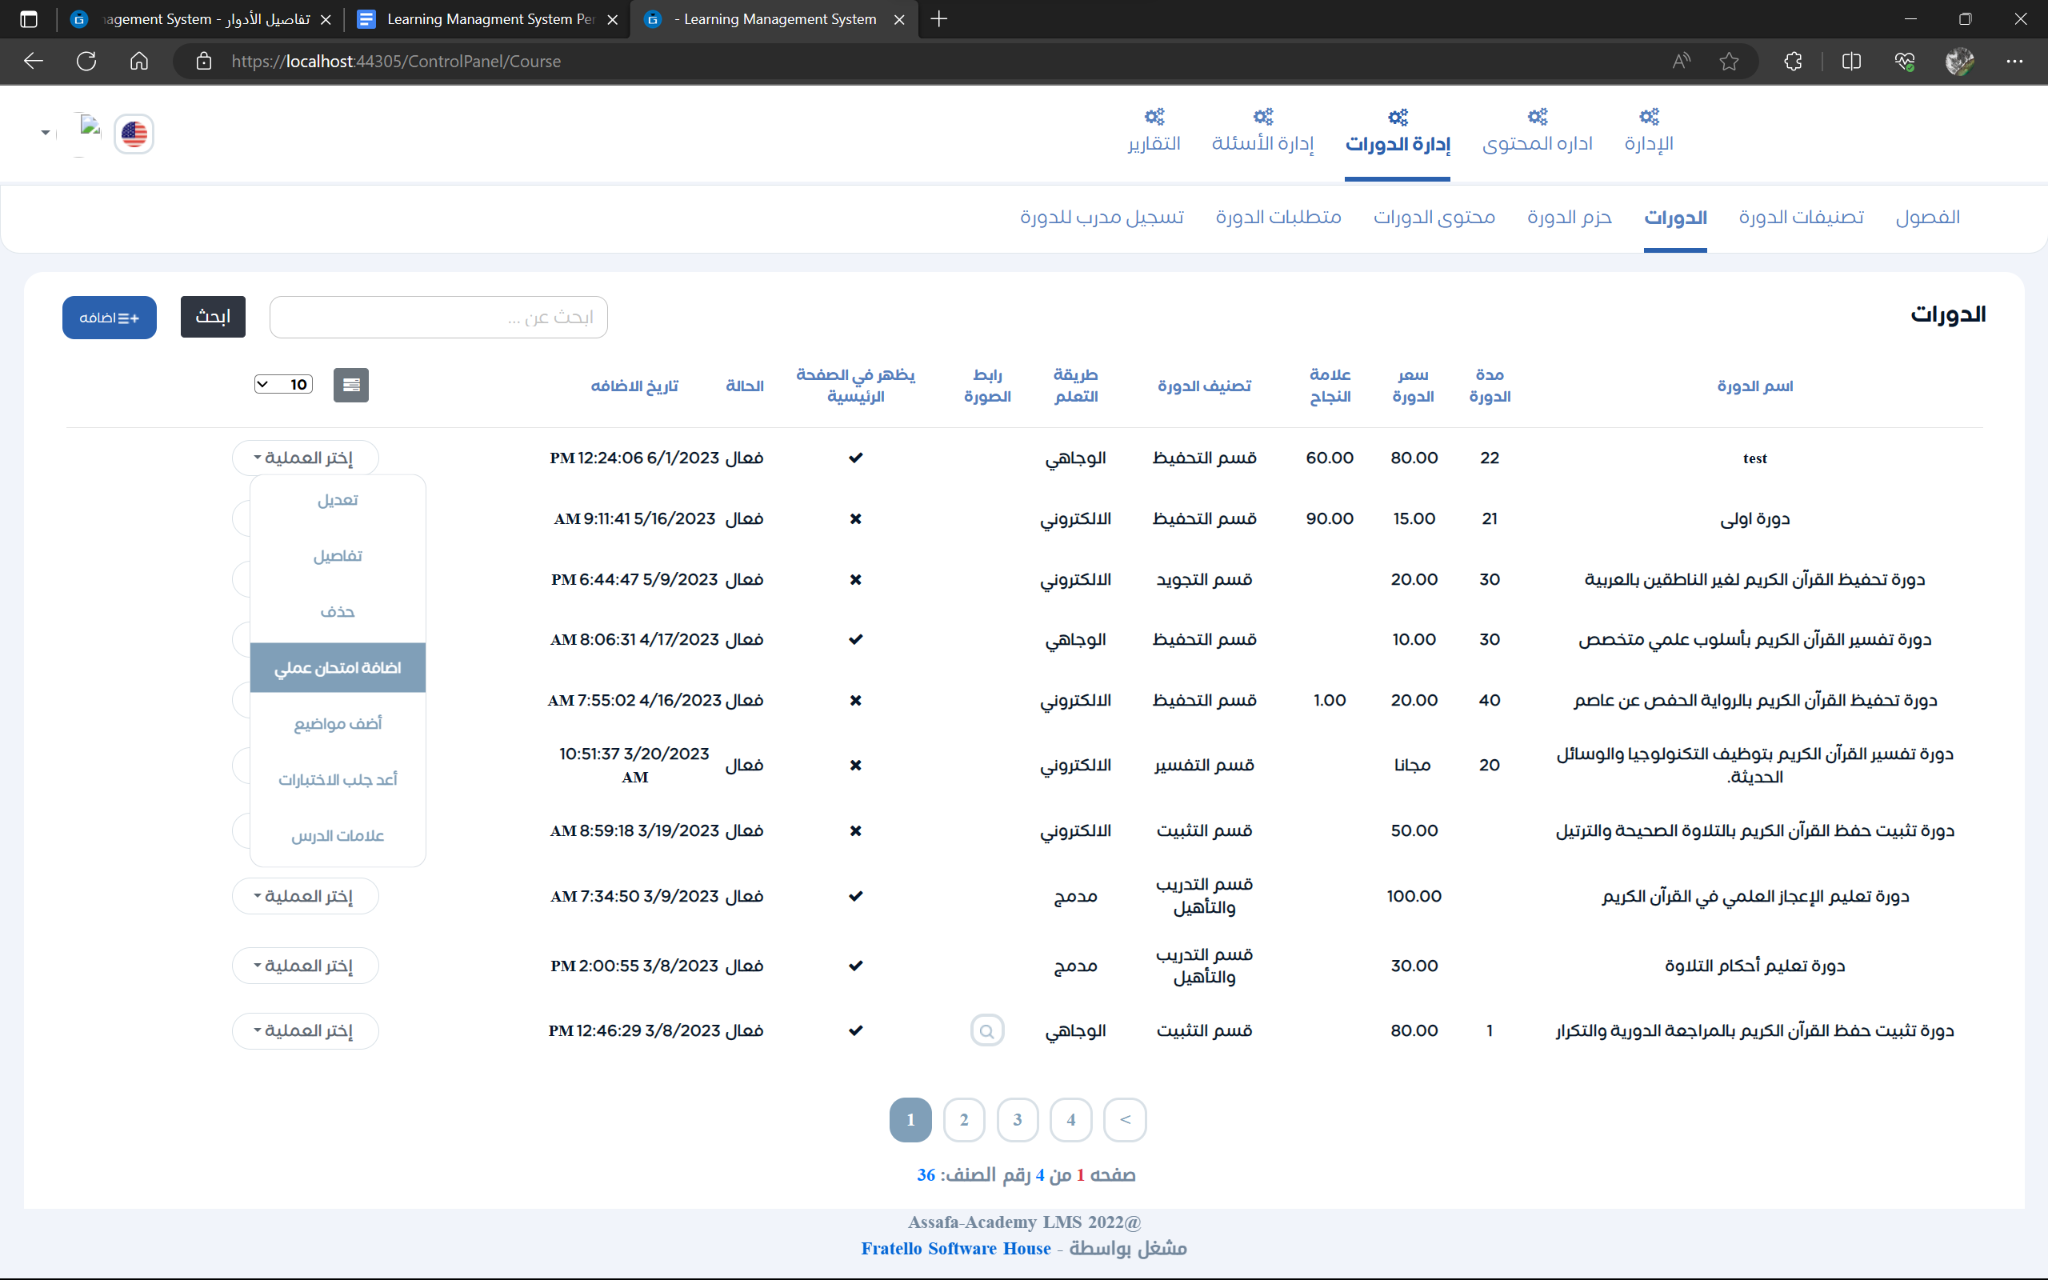 agement System - تفاصيل الأدوار
Learning Managment System Per
- Learning Management System
https://localhost:44305/ControlPanel/Course
الإدارة
اداره المحتوى
إدارة الدورات
إدارة الأسئلة
التقارير
الفصول
تصنيفات الدورة
الدورات
حزم الدورة
محتوى الدورات
متطلبات الدورة
تسجيل مدرب للدورة
الدورات
ابحث عن ...
ابحث
اضافه
اسم الدورة
مدة الدورة
سعر الدورة
علامة النجاح
تصنيف الدورة
طريقة التعلم
رابط الصورة
يظهر في الصفحة الرئيسية
الحالة
تاريخ الاضافه
10
test 22 80.00 60.00 قسم التحفيظ الوجاهي فعال 6/1/2023 12:24:06 PM إختر العملية
تعديل
تفاصيل
حذف
اضافة امتحان عملي
أضف مواضيع
أعد جلب الاختبارات
علامات الدرس
دورة اولى 21 15.00 90.00 قسم التحفيظ الالكتروني فعال 5/16/2023 9:11:41 AM
دورة تحفيظ القرآن الكريم لغير الناطقين بالعربية 30 20.00 قسم التجويد الالكتروني فعال 5/9/2023 6:44:47 PM
دورة تفسير القرآن الكريم بأسلوب علمي متخصص 30 10.00 قسم التحفيظ الوجاهي فعال 4/17/2023 8:06:31 AM
دورة تحفيظ القرآن الكريم بالرواية الحفص عن عاصم 40 20.00 1.00 قسم التحفيظ الالكتروني فعال 4/16/2023 7:55:02 AM
دورة تفسير القرآن الكريم بتوظيف التكنولوجيا والوسائل الحديثة. 20 مجانا قسم التفسير الالكتروني فعال 3/20/2023 10:51:37 AM
دورة تثبيت حفظ القرآن الكريم بالتلاوة الصحيحة والترتيل 50.00 قسم التثبيت الالكتروني فعال 3/19/2023 8:59:18 AM
دورة تعليم الإعجاز العلمي في القرآن الكريم 100.00 قسم التدريب والتأهيل مدمج فعال 3/9/2023 7:34:50 AM إختر العملية
دورة تعليم أحكام التلاوة 30.00 قسم التدريب والتأهيل مدمج فعال 3/8/2023 2:00:55 PM إختر العملية
دورة تثبيت حفظ القرآن الكريم بالمراجعة الدورية والتكرار 1 80.00 قسم التثبيت الوجاهي فعال 3/8/2023 12:46:29 PM إختر العملية
1 2 3 4 >
صفحه 1 من 4 رقم الصنف: 36
Assafa-Academy LMS 2022@
مشغل بواسطة - Fratello Software House